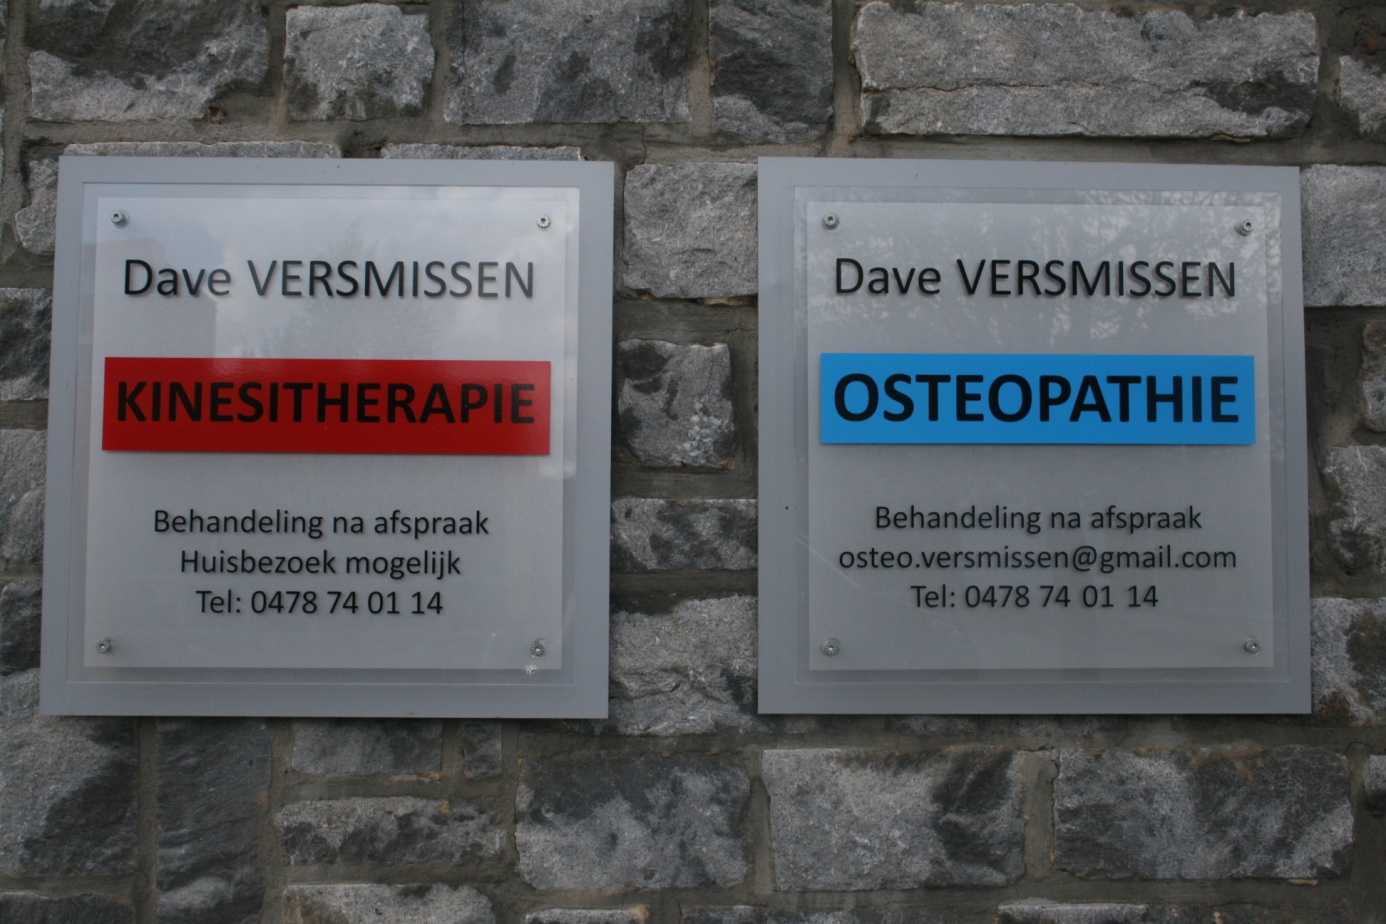 Dave VERSMISSEN
KINESITHERAPIE
Behandeling na afspraak
Huisbezoek mogelijk
Tel: 0478 74 01 14
Dave VERSMISSEN
OSTEOPATHIE
Behandeling na afspraak
osteo.versmissen@gmail.com
Tel: 0478 74 01 14